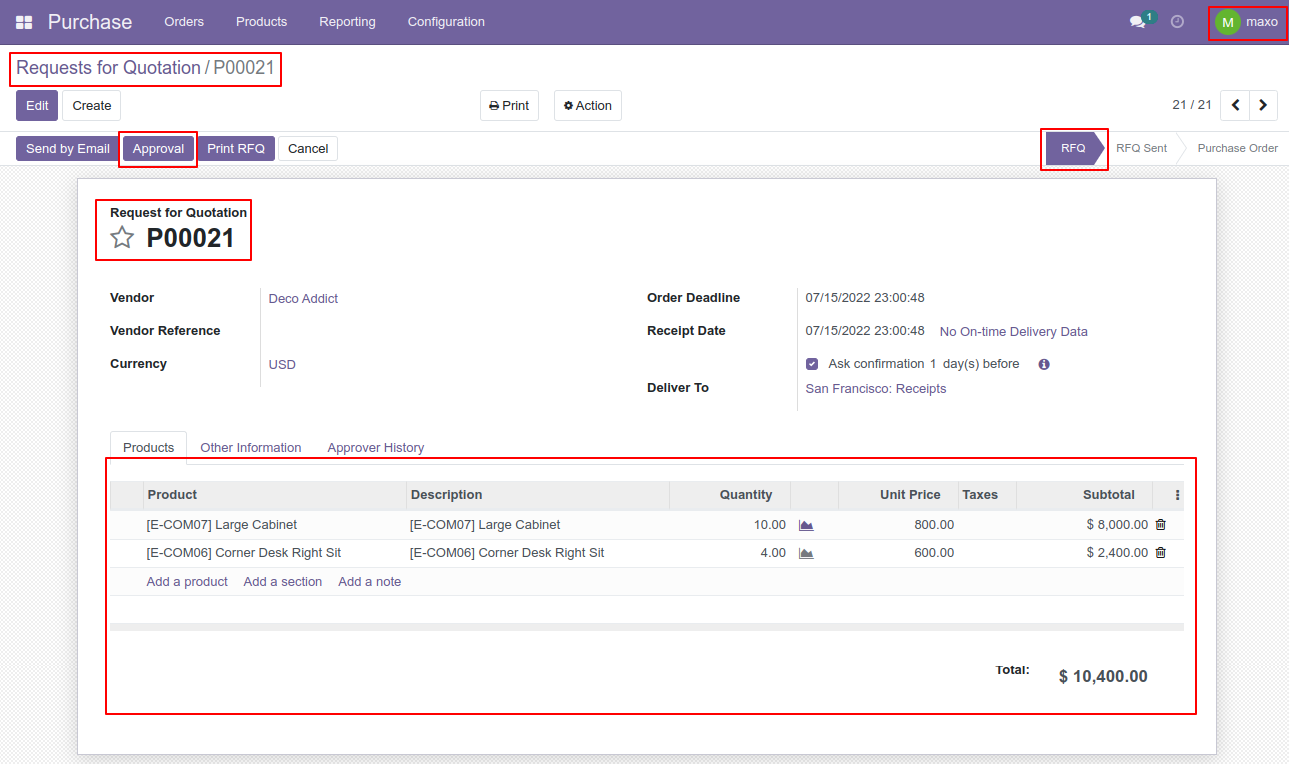 Purchase Orders Products Reporting Configuration 1 M maxo
Requests for Quotation / P00021
Edit Create Print Action 21 / 21
Send by Email Approval Print RFQ Cancel RFQ RFQ Sent Purchase Order
Request for Quotation
P00021
Vendor Deco Addict Order Deadline 07/15/2022 23:00:48
Vendor Reference Receipt Date 07/15/2022 23:00:48 No On-time Delivery Data
Currency USD Ask confirmation 1 day(s) before
Deliver To San Francisco: Receipts
Products Other Information Approver History
Product Description Quantity Unit Price Taxes Subtotal
[E-COM07] Large Cabinet [E-COM07] Large Cabinet 10.00 800.00 $ 8,000.00
[E-COM06] Corner Desk Right Sit [E-COM06] Corner Desk Right Sit 4.00 600.00 $ 2,400.00
Add a product Add a section Add a note
Total: $ 10,400.00